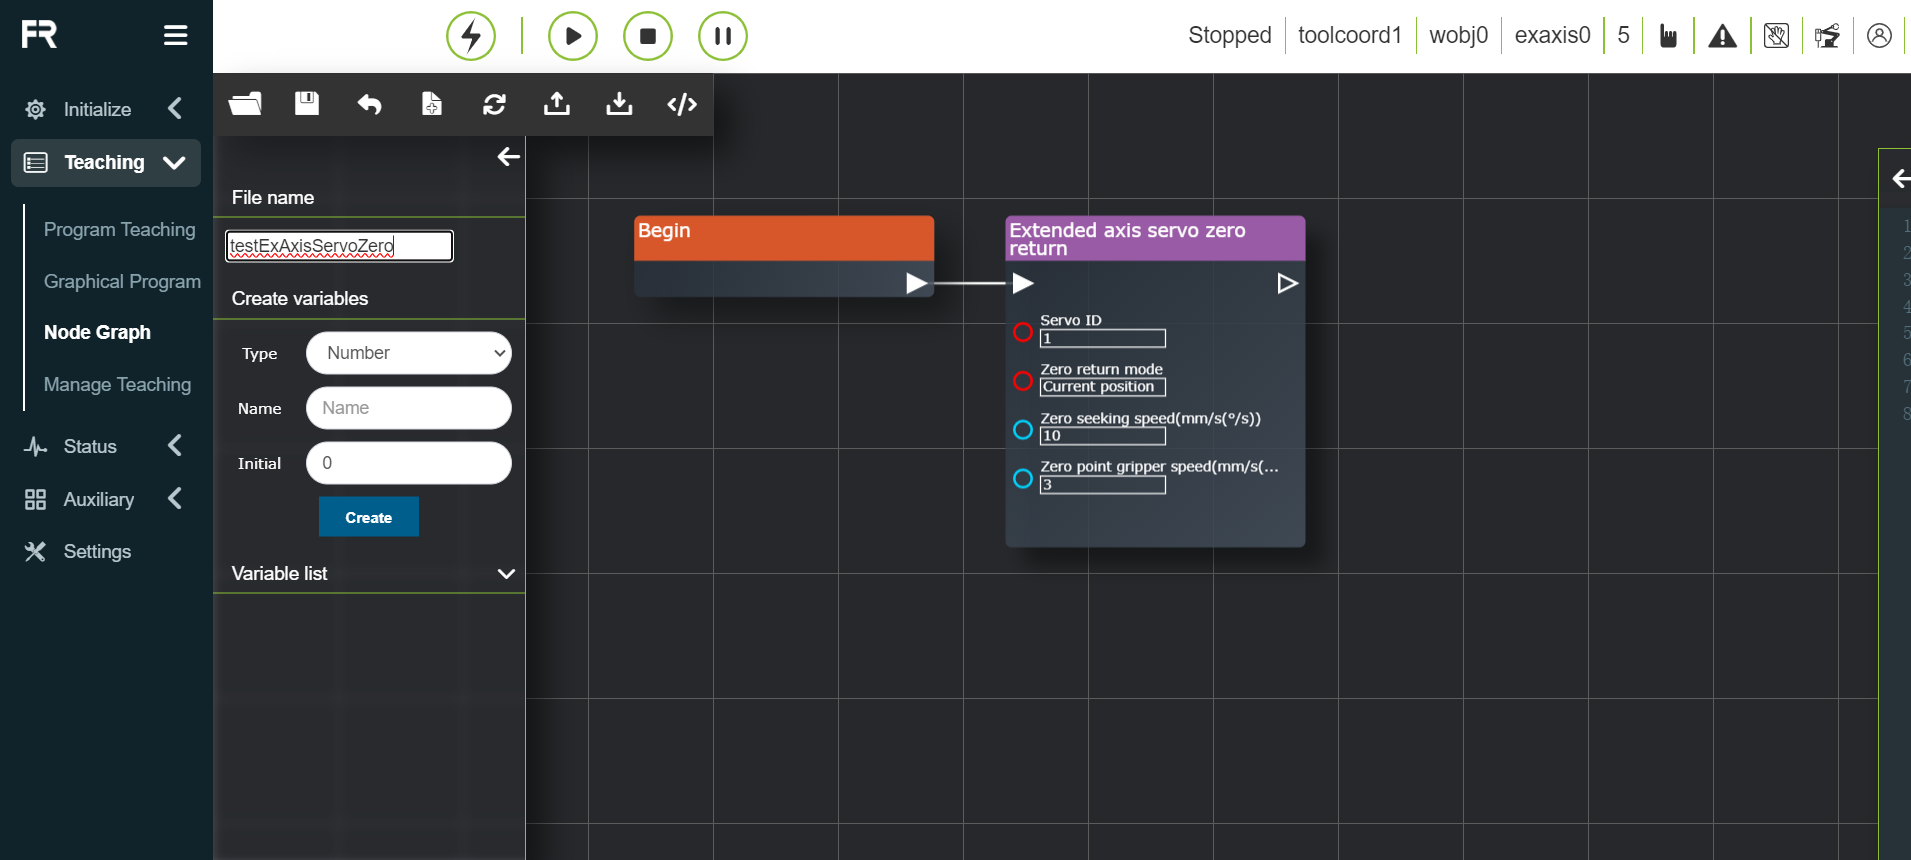 FR
Stopped
toolcoord1
wobj0
exaxis0
5
Initialize
Teaching
Program Teaching
Graphical Program
Node Graph
Manage Teaching
Status
Auxiliary
Settings
File name
testExAxisServoZero
Create variables
Type
Number
Name
Name
Initial
0
Create
Variable list
Begin
Extended axis servo zero
return
Servo ID
1
Zero return mode
Current position
Zero seeking speed(mm/s(°/s))
10
Zero point gripper speed(mm/s(...
3
1
2
3
4
5
6
7
8